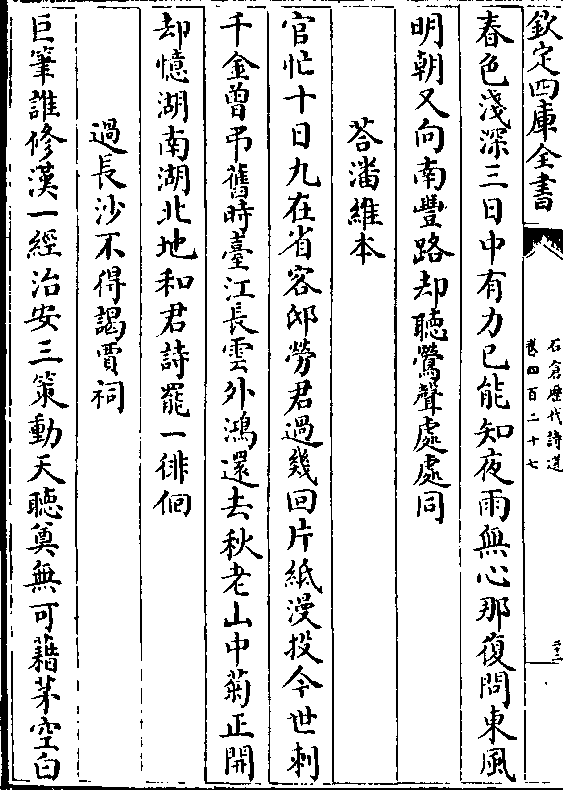 欽定四庫全書
石倉歷代詩選
卷四百二十七
二十二
春色淺深三日中有力已能知夜雨無心那復問東風
明朝又向南豐路却聽鶯聲處處同
荅潘維本
官忙十日九在省客邸勞君過幾回片紙漫投今世刺
千金曾弔舊時臺江長雲外鴻還去秋老山中菊正開
却憶湖南湖北地和君詩罷一徘徊
過長沙不得謁賈祠
巨筆誰修漢一經治安三策動天聽奠無可藉茅空白